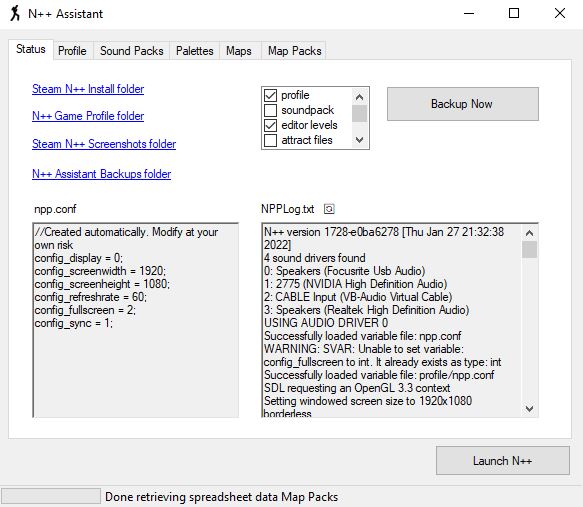 N++ Assistant
Status Profile Sound Packs Palettes Maps Map Packs
Steam N++ Install folder
N++ Game Profile folder
Steam N++ Screenshots folder
N++ Assistant Backups folder
profile
soundpack
editor levels
attract files
Backup Now
npp.conf
//Created automatically. Modify at your
own risk
config_display = 0;
config_screenwidth = 1920;
config_screenheight = 1080;
config_refreshrate = 60;
config_fullscreen = 2;
config_sync = 1;
NPPLog.txt
N++ version 1728-e0ba6278 [Thu Jan 27 21:32:38
2022]
4 sound drivers found
0: Speakers (Focusrite Usb Audio)
1: 2775 (NVIDIA High Definition Audio)
2: CABLE Input (VB-Audio Virtual Cable)
3: Speakers (Realtek High Definition Audio)
USING AUDIO DRIVER 0
Successfully loaded variable file: npp.conf
WARNING: SVAR: Unable to set variable:
config_fullscreen to int. It already exists as type: int
Successfully loaded variable file: profile/npp.conf
SDL requesting an OpenGL 3.3 context
Setting windowed screen size to 1920x1080
borderless
Launch N++
Done retrieving spreadsheet data Map Packs